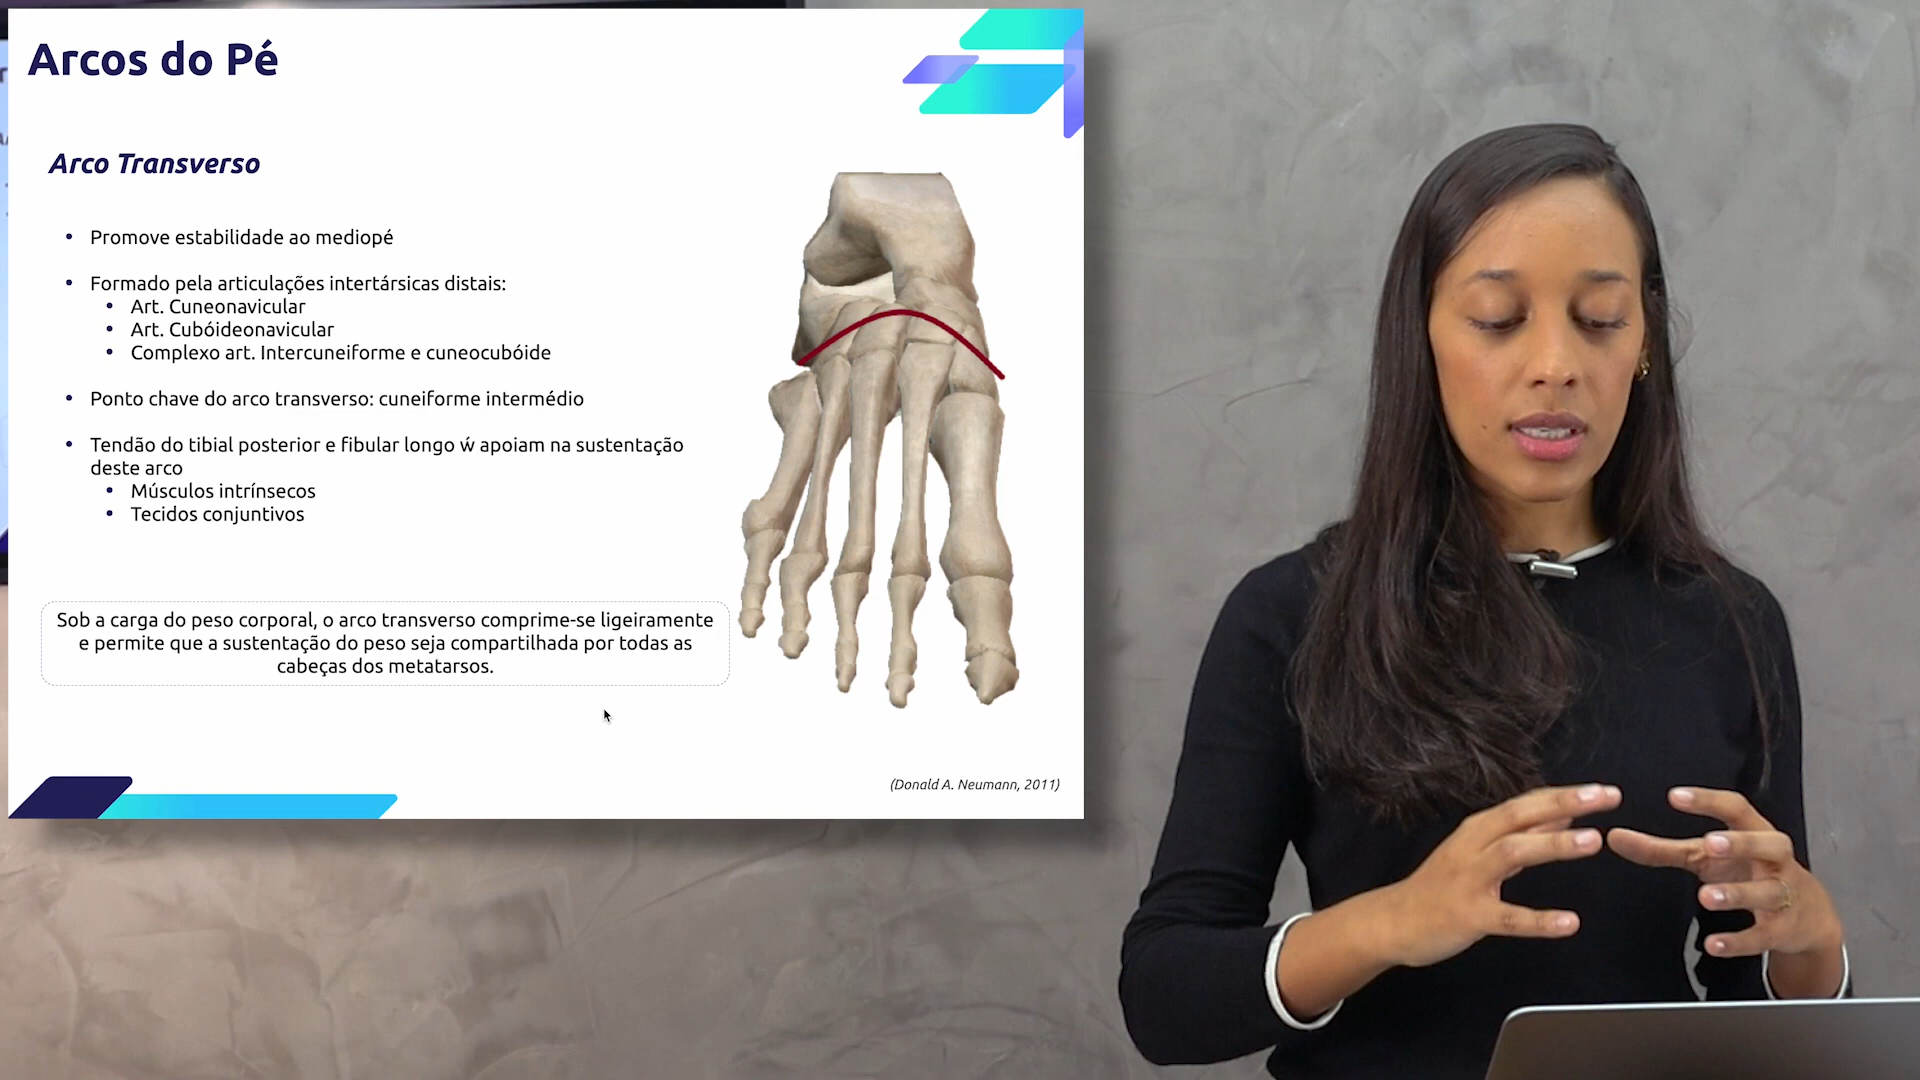 Arcos do Pé
Arco Transverso
• Promove estabilidade ao mediopé
• Formado pela articulações intertársicas distais:
• Art. Cuneonavicular
• Art. Cubóideonavicular
• Complexo art. Intercuneiforme e cuneocubóide
• Ponto chave do arco transverso: cuneiforme intermédio
• Tendão do tibial posterior e fibular longo ẃ apoiam na sustentação
deste arco
• Músculos intrínsecos
• Tecidos conjuntivos
Sob a carga do peso corporal, o arco transverso comprime-se ligeiramente
e permite que a sustentação do peso seja compartilhada por todas as
cabeças dos metatarsos.
(Donald A. Neumann, 2011)